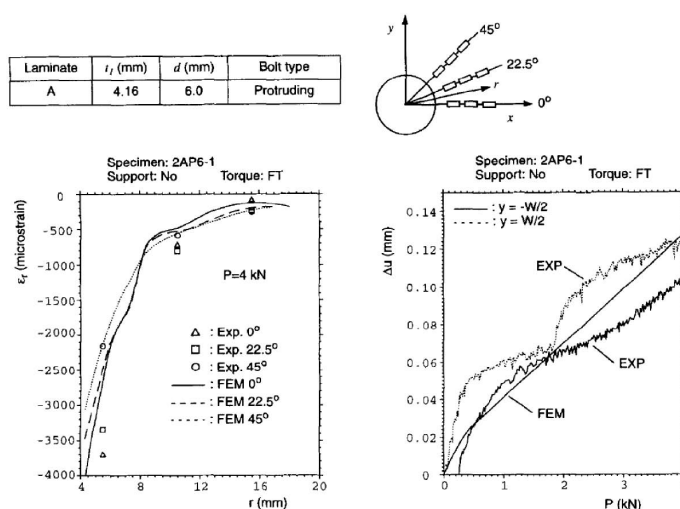 Laminate t₁ (mm) d (mm) Bolt type
A 4.16 6.0 Protruding
y
45°
22.5°
r
0°
x
Specimen: 2AP6-1
Support: No Torque: FT
0
-500
-1000
-1500
-2000
-2500
-3000
-3500
-4000
εr (microstrain)
P=4 kN
△ : Exp. 0°
□ : Exp. 22.5°
○ : Exp. 45°
: FEM 0°
: FEM 22.5°
: FEM 45°
4 8 12 16 20
r (mm)
Specimen: 2AP6-1
Support: No Torque: FT
0.14
0.12
0.10
0.08
0.06
0.04
0.02
0
Δu (mm)
: y = -W/2
: y = W/2
EXP
EXP
FEM
0 1 2 3 4
P (kN)